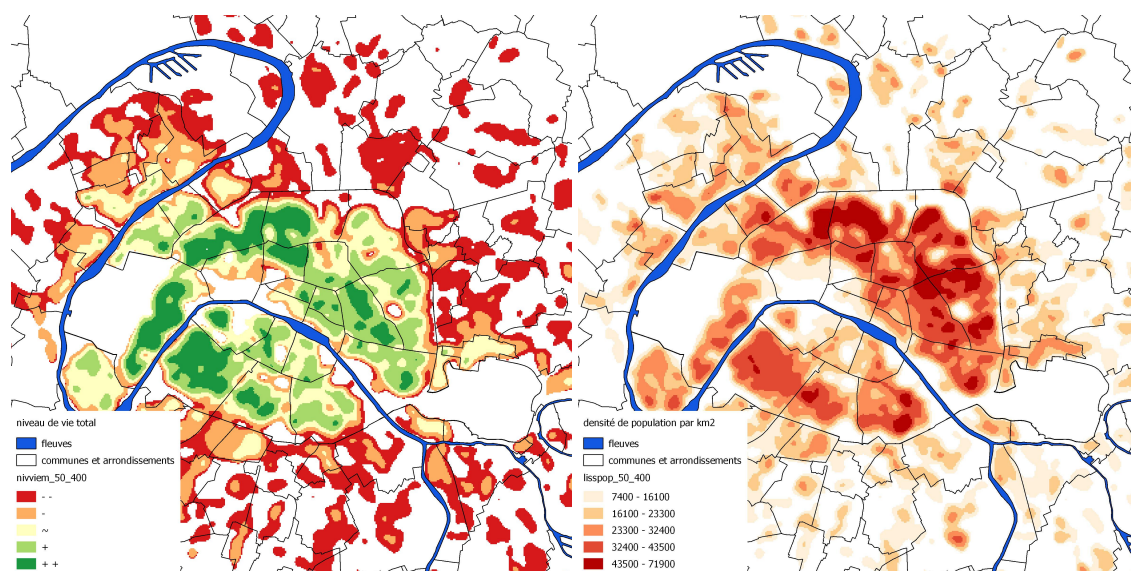 niveau de vie total
fleuves
communes et arrondissements
nivviem_50_400
- -
-
~
+
+ +
densité de population par km2
fleuves
communes et arrondissements
lisspop_50_400
7400 - 16100
16100 - 23300
23300 - 32400
32400 - 43500
43500 - 71900